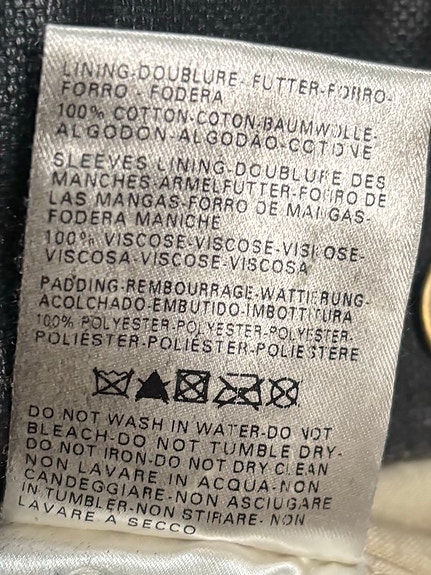 LINING-DOUBLURE-FUTTER-FORRO-
FORRO - FODERA
100% COTTON-COTON-BAUMWOLLE-
ALGODÓN-ALGODÃO-COTONE
SLEEVES LINING-DOUBLURE DES
MANCHES-ARMELFUTTER-FORRO DE
LAS MANGAS-FORRO DE MANGAS-
FODERA MANICHE
100% VISCOSE-VISCOSE-VISKOSE-
VISCOSA-VISCOSE-VISCOSA
PADDING-REMBOURRAGE-WATTIERUNG-
ACOLCHADO-EMBUTIDO-IMBOTTITURA
100% POLYESTER-POLYESTER-POLYESTER-
POLIÉSTER-POLIÉSTER-POLIESTERE
DO NOT WASH IN WATER-DO NOT
BLEACH-DO NOT TUMBLE DRY-
DO NOT IRON-DO NOT DRY CLEAN
NON LAVARE IN ACQUA-NON
CANDEGGIARE-NON ASCIUGARE
IN TUMBLER-NON STIRARE- NON
LAVARE A SECCO